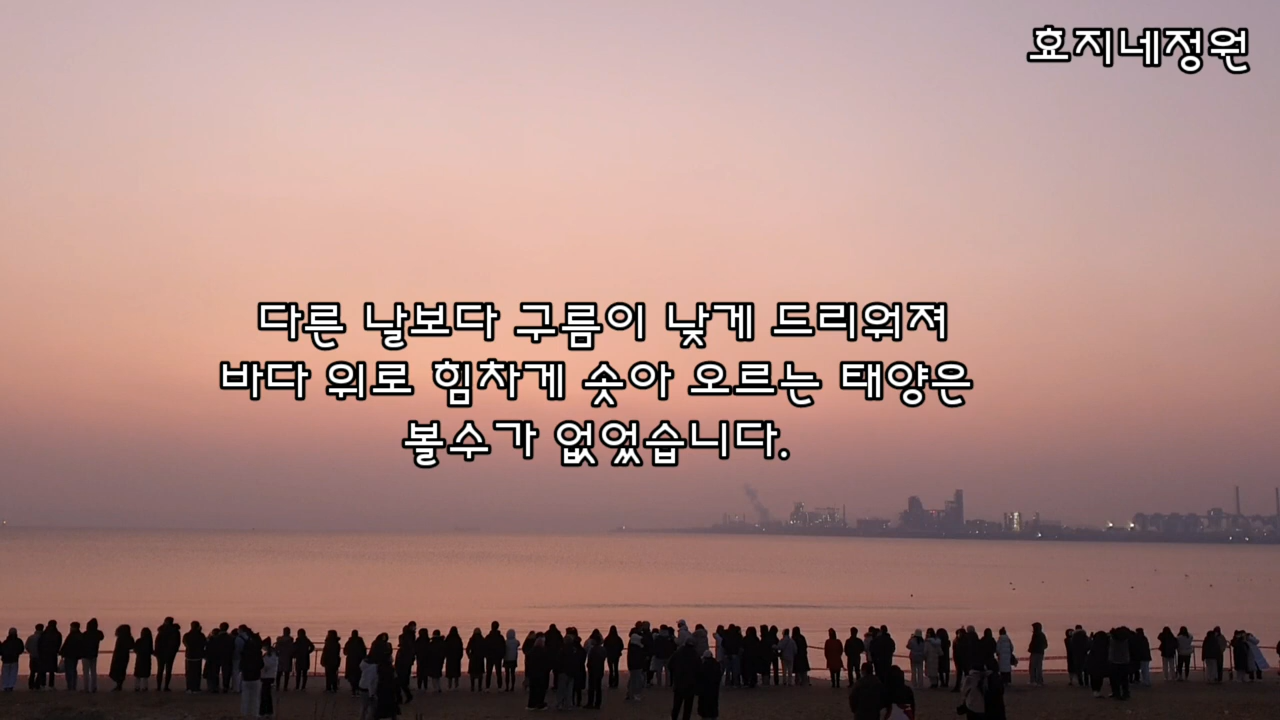 효지네정원
다른 날보다 구름이 낮게 드리워져
바다 위로 힘차게 솟아 오르는 태양은
볼수가 없었습니다.